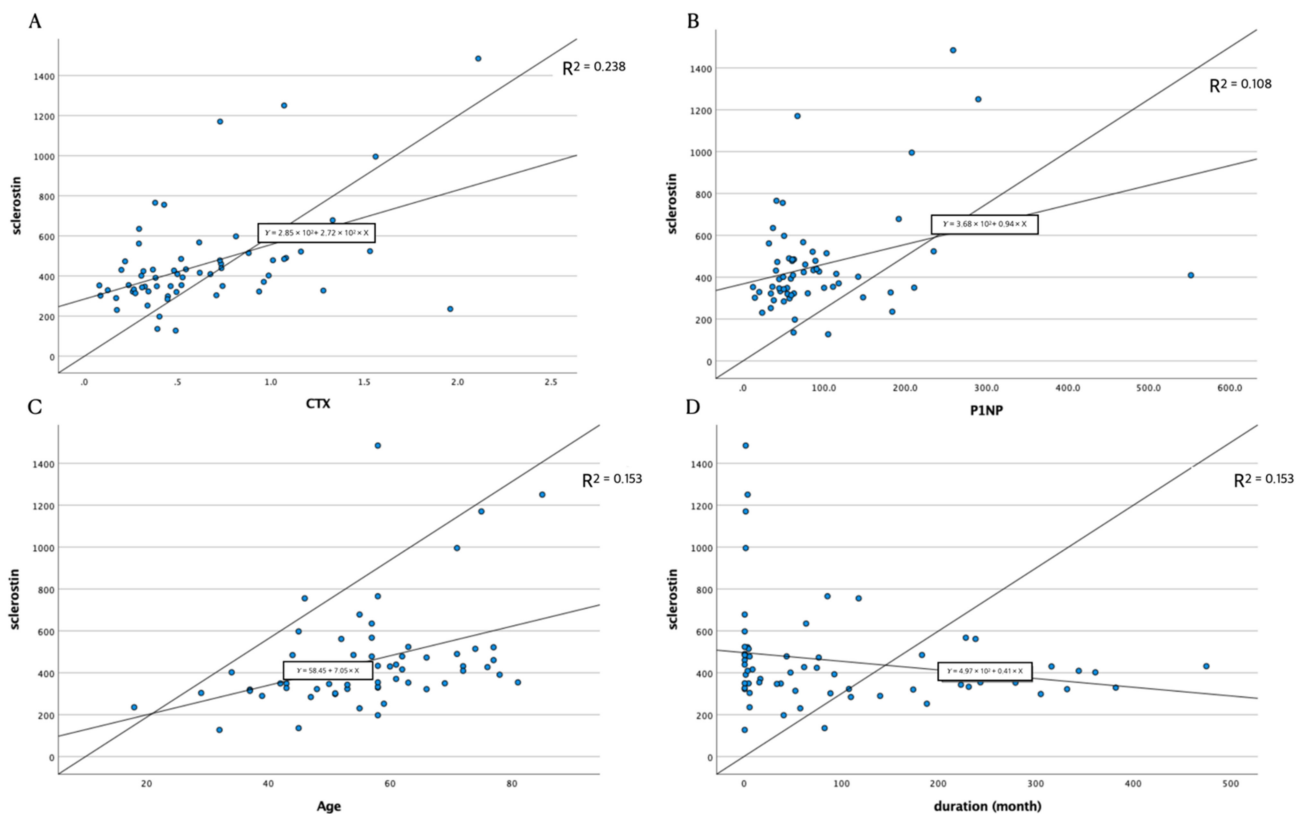 A
1400
1200
1000
800
600
400
200
0
sclerostin
R² = 0.238
Y = 2.85 × 10²+ 2.72 × 10² × X
.0 .5 1.0 1.5 2.0 2.5
CTX
B
1400
1200
1000
800
600
400
200
0
sclerostin
R² = 0.108
Y = 3.68 × 10²+ 0.94 × X
.0 100.0 200.0 300.0 400.0 500.0 600.0
P1NP
C
1400
1200
1000
800
600
400
200
0
sclerostin
R² = 0.153
Y = 58.45 + 7.05 × X
20 40 60 80
Age
D
1400
1200
1000
800
600
400
200
0
sclerostin
R² = 0.153
Y = 4.97 × 10²+ 0.41 × X
0 100 200 300 400 500
duration (month)